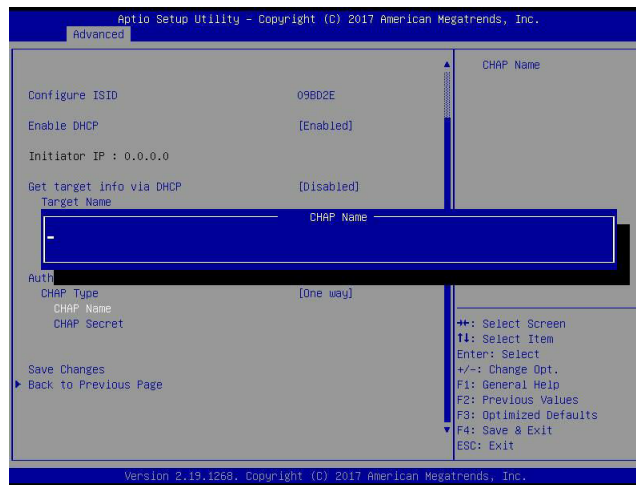 Aptio Setup Utility – Copyright (C) 2017 American Megatrends, Inc.
Advanced
CHAP Name
Configure ISID 09BD2E
Enable DHCP [Enabled]
Initiator IP : 0.0.0.0
Get target info via DHCP [Disabled]
Target Name
CHAP Name
Auth
CHAP Type [One way]
CHAP Name
CHAP Secret
Save Changes
Back to Previous Page
→←: Select Screen
↑↓: Select Item
Enter: Select
+/-: Change Opt.
F1: General Help
F2: Previous Values
F3: Optimized Defaults
F4: Save & Exit
ESC: Exit
Version 2.19.1268. Copyright (C) 2017 American Megatrends, Inc.